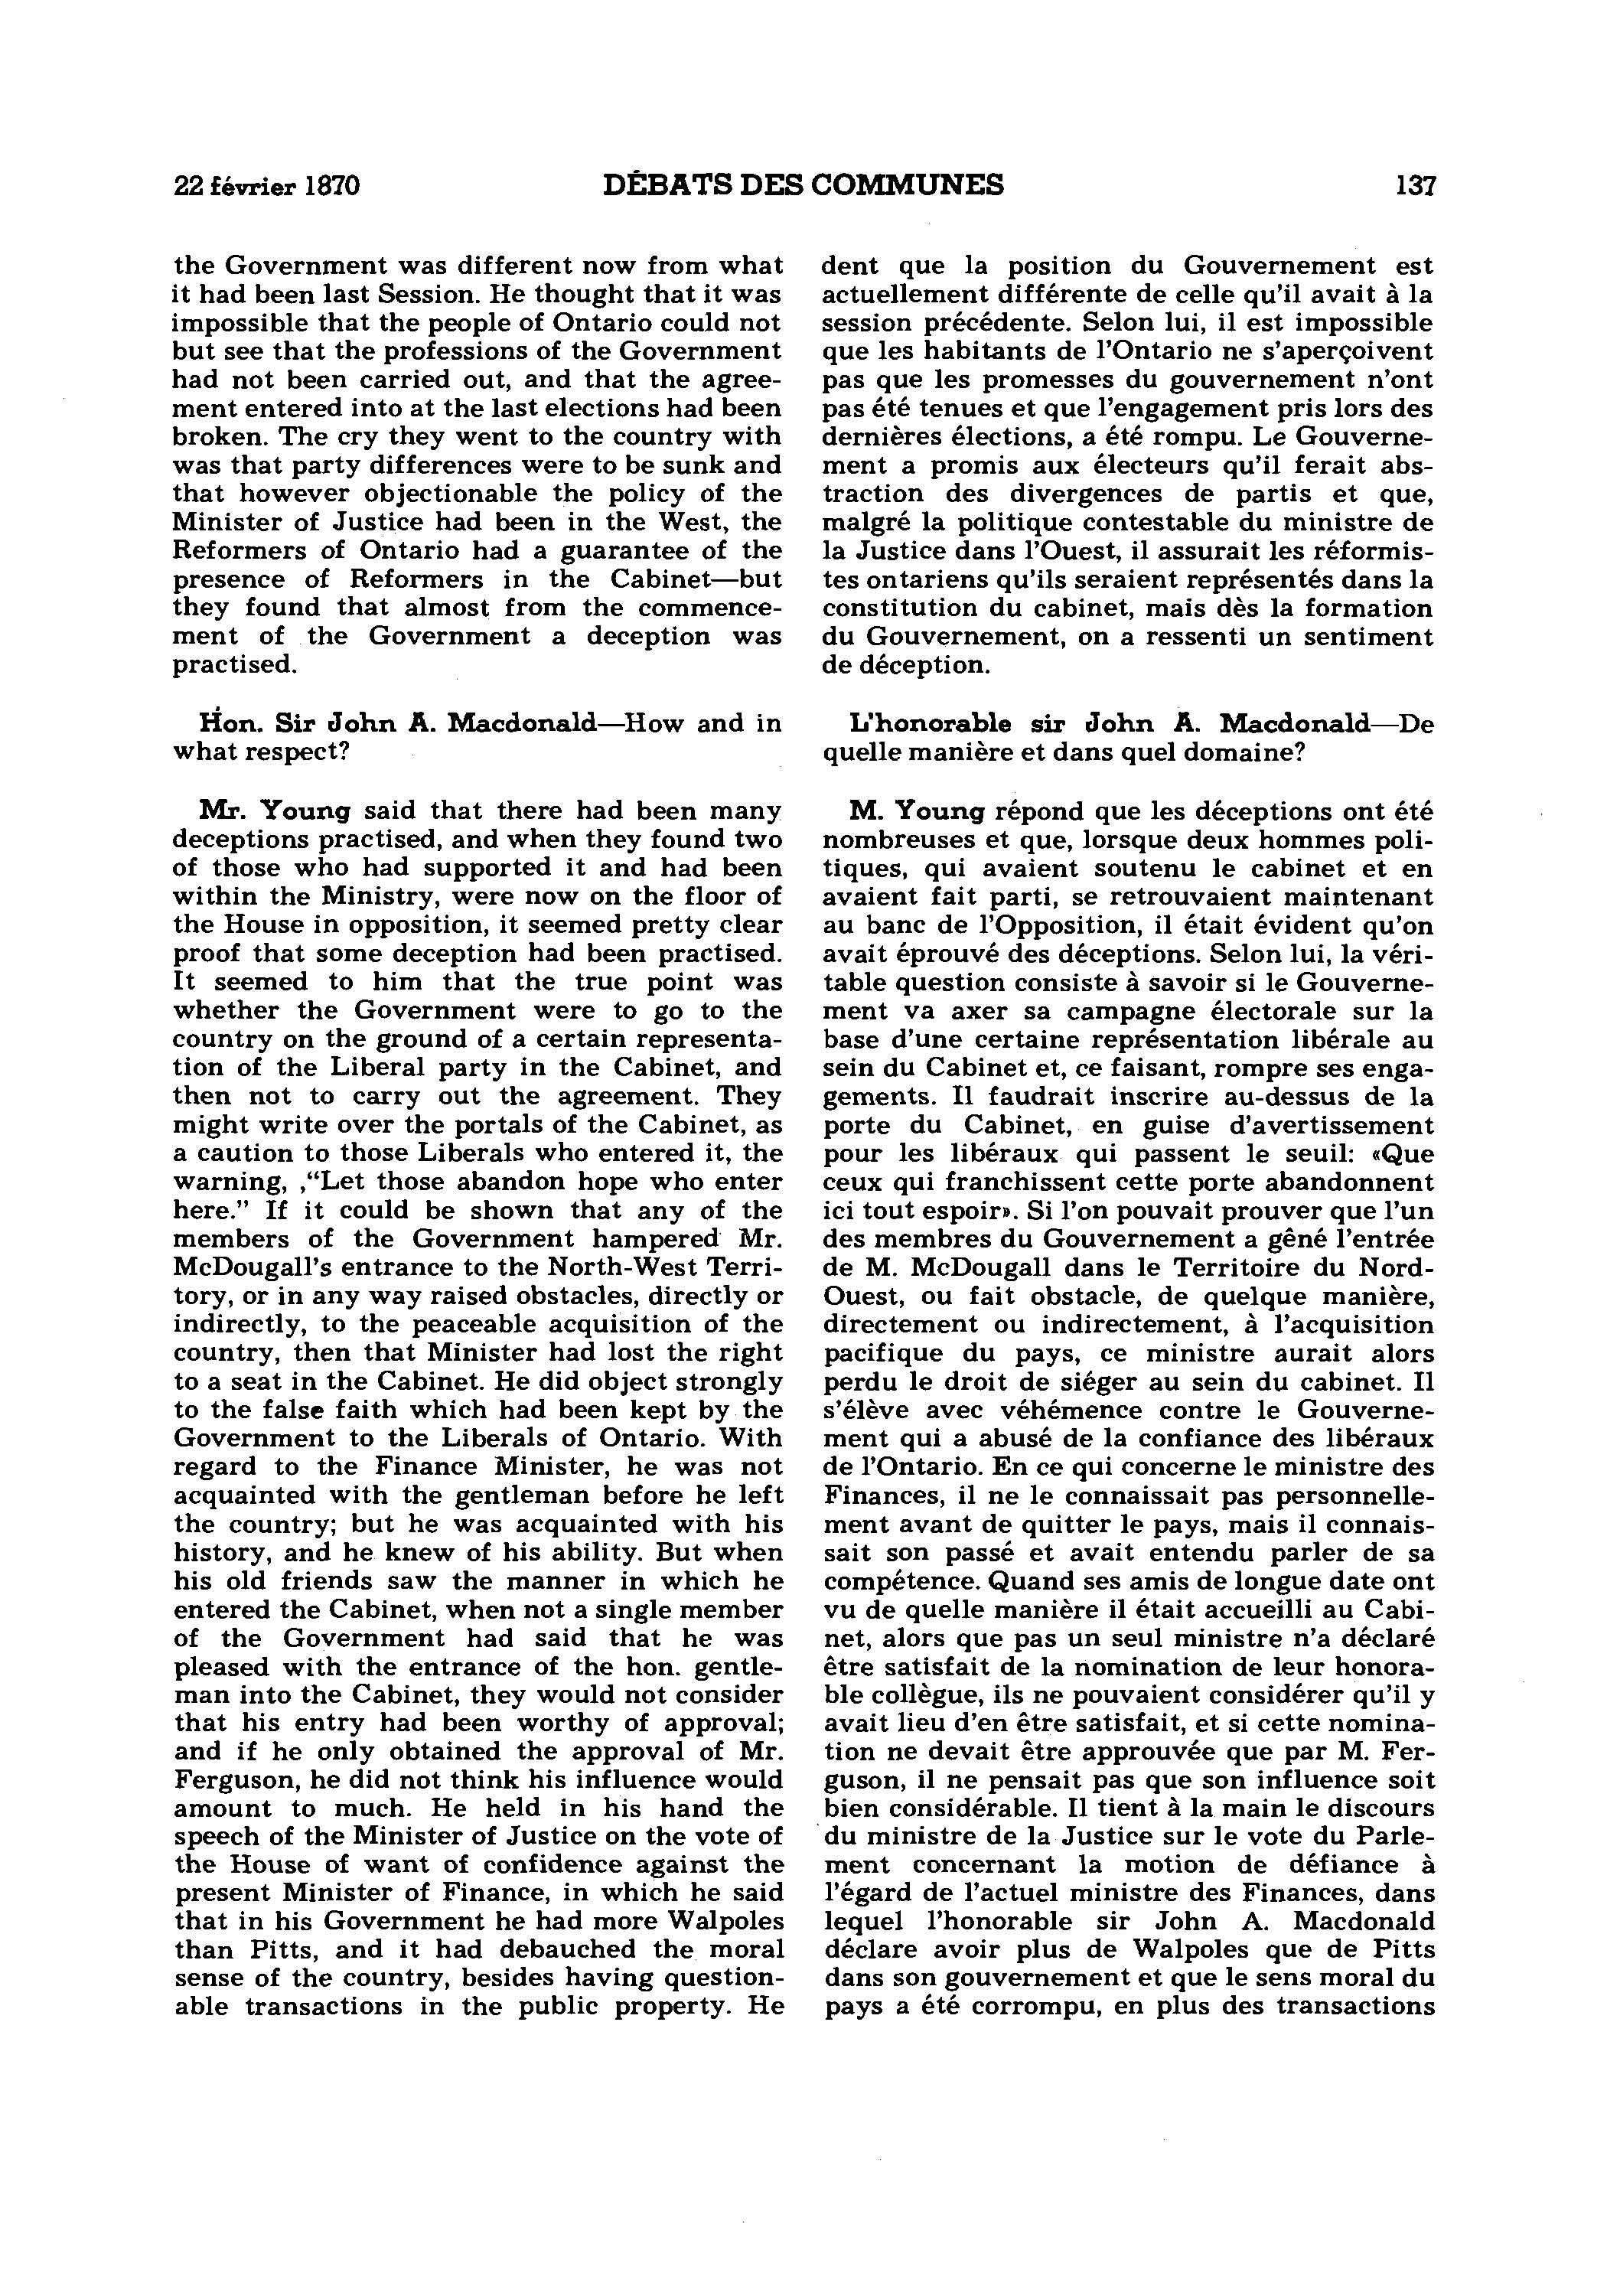 22 février 1870
DÉBATS DES COMMUNES
137
the Government was different now from what
it had been last Session. He thought that it was
impossible that the people of Ontario could not
but see that the professions of the Government
had not been carried out, and that the agree-
ment entered into at the last elections had been
broken. The cry they went to the country with
was that party differences were to be sunk and
that however objectionable the policy of the
Minister of Justice had been in the West, the
Reformers of Ontario had a guarantee of the
presence of Reformers in the Cabinet—but
they found that almost from the commence-
ment of the Government a deception was
practised.
Hon. Sir John A. Macdonald—How and in
what respect?
Mr. Young said that there had been many
deceptions practised, and when they found two
of those who had supported it and had been
within the Ministry, were now on the floor of
the House in opposition, it seemed pretty clear
proof that some deception had been practised.
It seemed to him that the true point was
whether the Government were to go to the
country on the ground of a certain representa-
tion of the Liberal party in the Cabinet, and
then not to carry out the agreement. They
might write over the portals of the Cabinet, as
a caution to those Liberals who entered it, the
warning, ,“Let those abandon hope who enter
here.” If it could be shown that any of the
members of the Government hampered Mr.
McDougall's entrance to the North-West Terri-
tory, or in any way raised obstacles, directly or
indirectly, to the peaceable acquisition of the
country, then that Minister had lost the right
to a seat in the Cabinet. He did object strongly
to the false faith which had been kept by the
Government to the Liberals of Ontario. With
regard to the Finance Minister, he was not
acquainted with the gentleman before he left
the country; but he was acquainted with his
history, and he knew of his ability. But when
his old friends saw the manner in which he
entered the Cabinet, when not a single member
of the Government had said that he was
pleased with the entrance of the hon. gentle-
man into the Cabinet, they would not consider
that his entry had been worthy of approval;
and if he only obtained the approval of Mr.
Ferguson, he did not think his influence would
amount to much. He held in his hand the
speech of the Minister of Justice on the vote of
the House of want of confidence against the
present Minister of Finance, in which he said
that in his Government he had more Walpoles
than Pitts, and it had debauched the moral
sense of the country, besides having question-
able transactions in the public property. He
dent que la position du Gouvernement est
actuellement différente de celle qu'il avait à la
session précédente. Selon lui, il est impossible
que les habitants de l'Ontario ne s'aperçoivent
pas que les promesses du gouvernement n'ont
pas été tenues et que l'engagement pris lors des
dernières élections, a été rompu. Le Gouverne-
ment a promis aux électeurs qu'il ferait abs-
traction des divergences de partis et que,
malgré la politique contestable du ministre de
la Justice dans l'Ouest, il assurait les réformis-
tes ontariens qu'ils seraient représentés dans la
constitution du cabinet, mais dès la formation
du Gouvernement, on a ressenti un sentiment
de déception.
L'honorable sir John A. Macdonald—De
quelle manière et dans quel domaine?
M. Young répond que les déceptions ont été
nombreuses et que, lorsque deux hommes poli-
tiques, qui avaient soutenu le cabinet et en
avaient fait parti, se retrouvaient maintenant
au banc de l'Opposition, il était évident qu'on
avait éprouvé des déceptions. Selon lui, la véri-
table question consiste à savoir si le Gouverne-
ment va axer sa campagne électorale sur la
base d'une certaine représentation libérale au
sein du Cabinet et, ce faisant, rompre ses enga-
gements. Il faudrait inscrire au-dessus de la
porte du Cabinet, en guise d'avertissement
pour les libéraux qui passent le seuil: «Que
ceux qui franchissent cette porte abandonnent
ici tout espoir». Si l'on pouvait prouver que l'un
des membres du Gouvernement a gêné l'entrée
de M. McDougall dans le Territoire du Nord-
Ouest, ou fait obstacle, de quelque manière,
directement ou indirectement, à l'acquisition
pacifique du pays, ce ministre aurait alors
perdu le droit de siéger au sein du cabinet. Il
s'élève avec véhémence contre le Gouverne-
ment qui a abusé de la confiance des libéraux
de l'Ontario. En ce qui concerne le ministre des
Finances, il ne le connaissait pas personnelle-
ment avant de quitter le pays, mais il connais-
sait son passé et avait entendu parler de sa
compétence. Quand ses amis de longue date ont
vu de quelle manière il était accueilli au Cabi-
net, alors que pas un seul ministre n'a déclaré
être satisfait de la nomination de leur honora-
ble collègue, ils ne pouvaient considérer qu'il y
avait lieu d'en être satisfait, et si cette nomina-
tion ne devait être approuvée que par M. Fer-
guson, il ne pensait pas que son influence soit
bien considérable. Il tient à la main le discours
du ministre de la Justice sur le vote du Parle-
ment concernant la motion de défiance à
l'égard de l'actuel ministre des Finances, dans
lequel l'honorable sir John A. Macdonald
déclare avoir plus de Walpoles que de Pitts
dans son gouvernement et que le sens moral du
pays a été corrompu, en plus des transactions